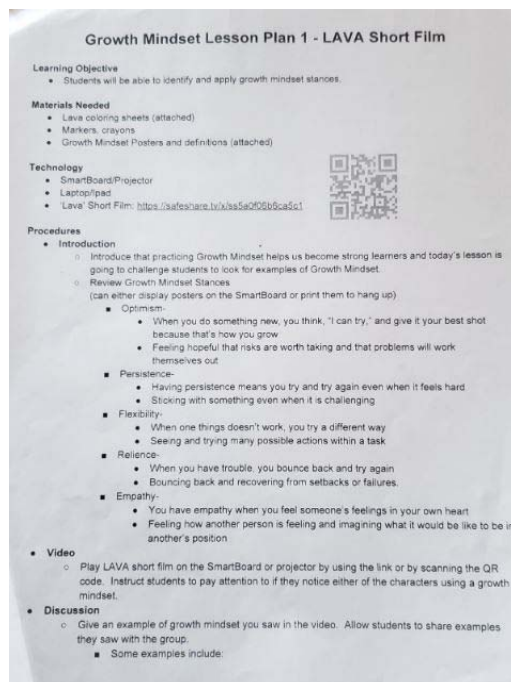 Growth Mindset Lesson Plan 1 - LAVA Short Film
Learning Objective
• Students will be able to identify and apply growth mindset stances.
Materials Needed
• Lava coloring sheets (attached)
• Markers, crayons
• Growth Mindset Posters and definitions (attached)
Technology
• SmartBoard/Projector
• Laptop/Ipad
• 'Lava' Short Film: https://safeshare.tv/x/ss5a0f06b6ca5c1
Procedures
• Introduction
○ Introduce that practicing Growth Mindset helps us become strong learners and today's lesson is
going to challenge students to look for examples of Growth Mindset.
○ Review Growth Mindset Stances
(can either display posters on the SmartBoard or print them to hang up)
■ Optimism-
• When you do something new, you think, "I can try," and give it your best shot
because that's how you grow
• Feeling hopeful that risks are worth taking and that problems will work
themselves out
■ Persistence-
• Having persistence means you try and try again even when it feels hard
• Sticking with something even when it is challenging
■ Flexibility-
• When one things doesn't work, you try a different way
• Seeing and trying many possible actions within a task
■ Relience-
• When you have trouble, you bounce back and try again
• Bouncing back and recovering from setbacks or failures.
■ Empathy-
• You have empathy when you feel someone's feelings in your own heart
• Feeling how another person is feeling and imagining what it would be like to be in
another's position
• Video
○ Play LAVA short film on the SmartBoard or projector by using the link or by scanning the QR
code. Instruct students to pay attention to if they notice either of the characters using a growth
mindset.
• Discussion
○ Give an example of growth mindset you saw in the video. Allow students to share examples
they saw with the group.
■ Some examples include: